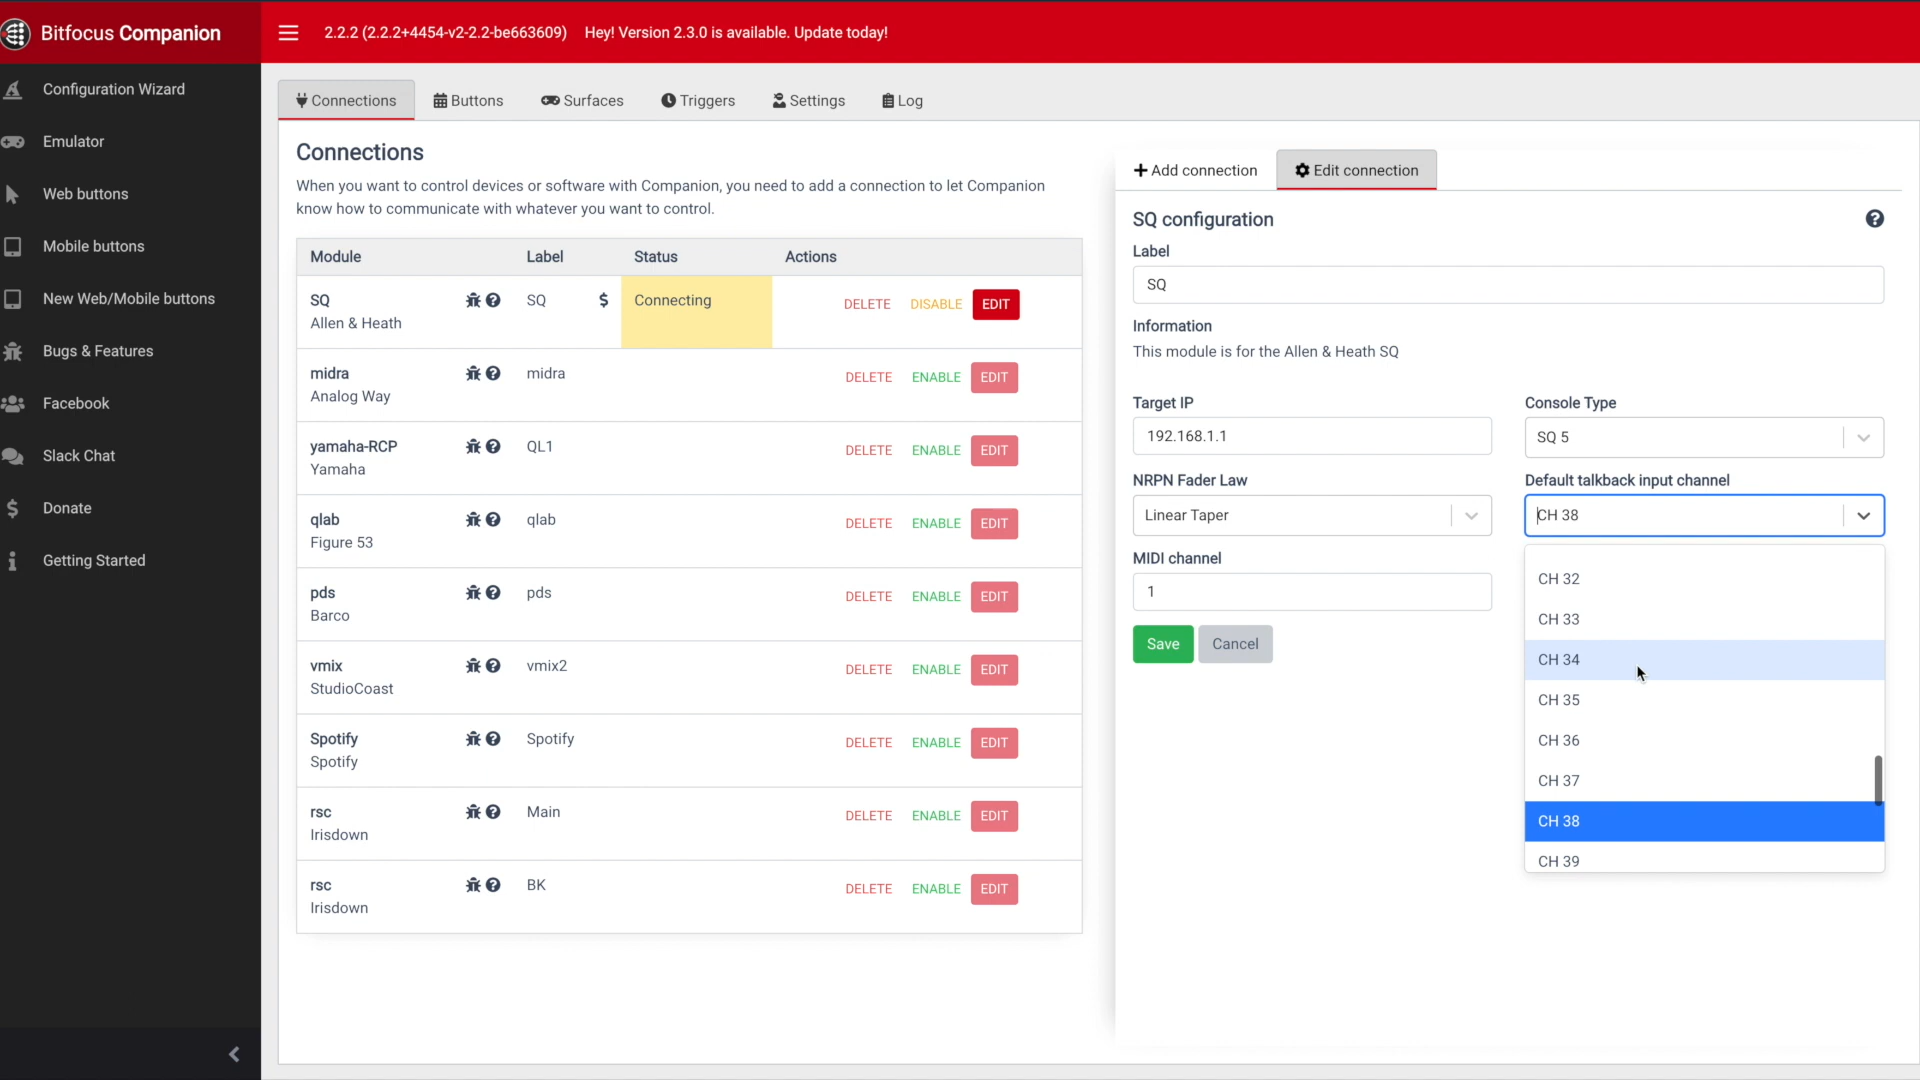 Bitfocus Companion
2.2.2 (2.2.2+4454-v2-2.2-be663609) Hey! Version 2.3.0 is available. Update today!
Configuration Wizard
Emulator
Web buttons
Mobile buttons
New Web/Mobile buttons
Bugs & Features
Facebook
Slack Chat
Donate
Getting Started
Connections Buttons Surfaces Triggers Settings Log
Connections
When you want to control devices or software with Companion, you need to add a connection to let Companion
know how to communicate with whatever you want to control.
Module Label Status Actions
SQ SQ $ Connecting DELETE DISABLE EDIT
Allen & Heath
midra midra DELETE ENABLE EDIT
Analog Way
yamaha-RCP QL1 DELETE ENABLE EDIT
Yamaha
qlab qlab DELETE ENABLE EDIT
Figure 53
pds pds DELETE ENABLE EDIT
Barco
vmix vmix2 DELETE ENABLE EDIT
StudioCoast
Spotify Spotify DELETE ENABLE EDIT
Spotify
rsc Main DELETE ENABLE EDIT
Irisdown
rsc BK DELETE ENABLE EDIT
Irisdown
Add connection Edit connection
SQ configuration
Label
SQ
Information
This module is for the Allen & Heath SQ
Target IP Console Type
192.168.1.1 SQ 5
NRPN Fader Law Default talkback input channel
Linear Taper CH 38
MIDI channel
1
Save Cancel
CH 32
CH 33
CH 34
CH 35
CH 36
CH 37
CH 38
CH 39